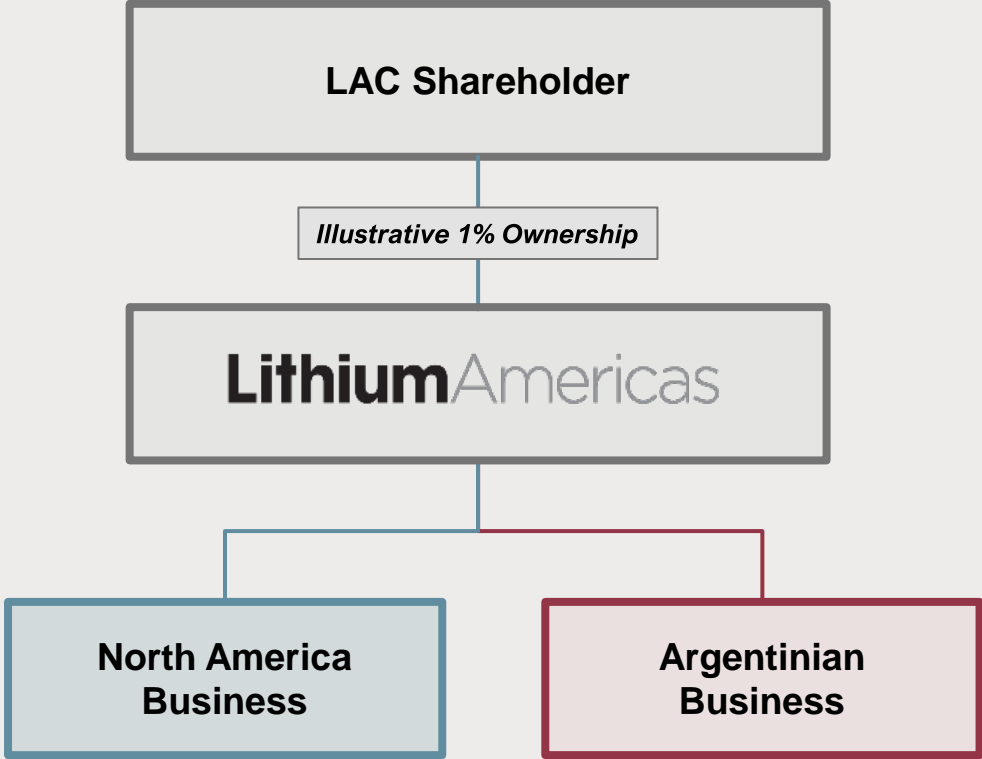 LAC Shareholder
Illustrative 1% Ownership
LithiumAmericas
North America
Business
Argentinian
Business